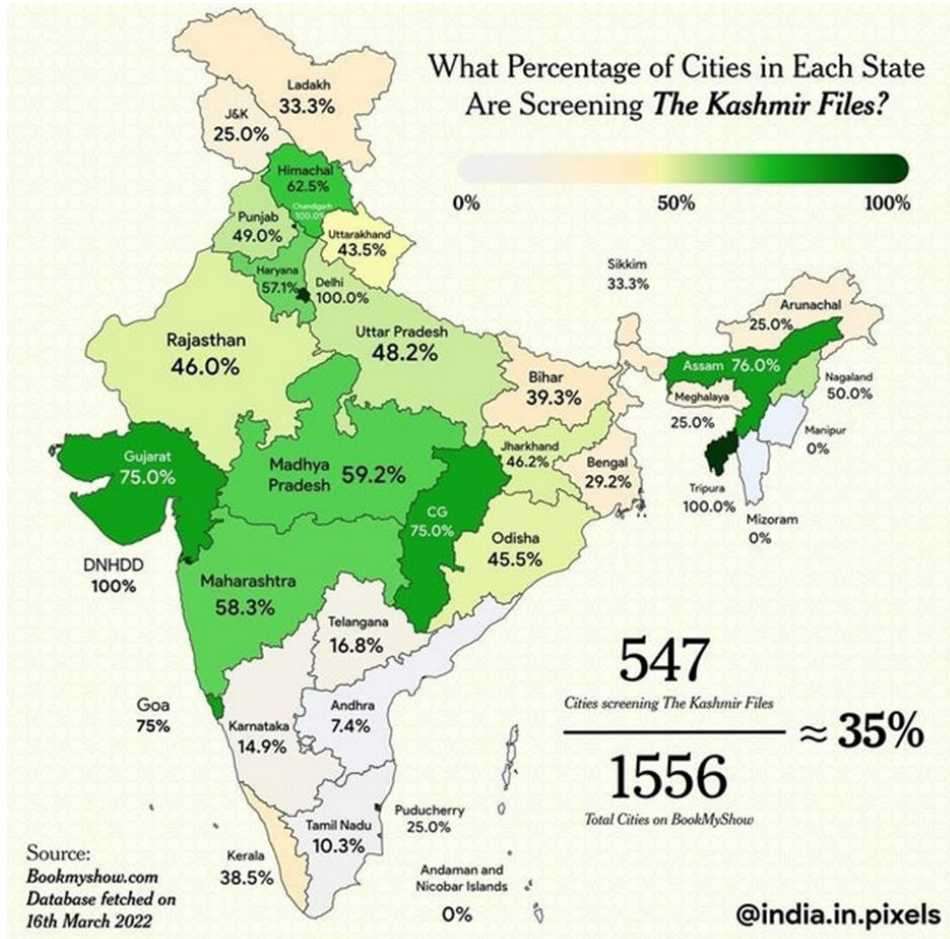 What Percentage of Cities in Each State
Are Screening The Kashmir Files?
0%
50%
100%
Ladakh
33.3%
J&K
25.0%
Himachal
62.5%
Chandigarh
100.0%
Punjab
49.0%
Uttarakhand
43.5%
Haryana
57.1%
Delhi
100.0%
Rajasthan
46.0%
Uttar Pradesh
48.2%
Sikkim
33.3%
Arunachal
25.0%
Assam 76.0%
Nagaland
50.0%
Meghalaya
25.0%
Manipur
0%
Tripura
100.0%
Mizoram
0%
Bihar
39.3%
Jharkhand
46.2%
Bengal
29.2%
Gujarat
75.0%
Madhya
Pradesh 59.2%
CG
75.0%
Odisha
45.5%
DNHDD
100%
Maharashtra
58.3%
Telangana
16.8%
Goa
75%
Karnataka
14.9%
Andhra
7.4%
Puducherry
25.0%
Tamil Nadu
10.3%
Kerala
38.5%
Andaman and
Nicobar Islands
0%
547
Cities screening The Kashmir Files
≈ 35%
1556
Total Cities on BookMyShow
Source:
Bookmyshow.com
Database fetched on
16th March 2022
@india.in.pixels